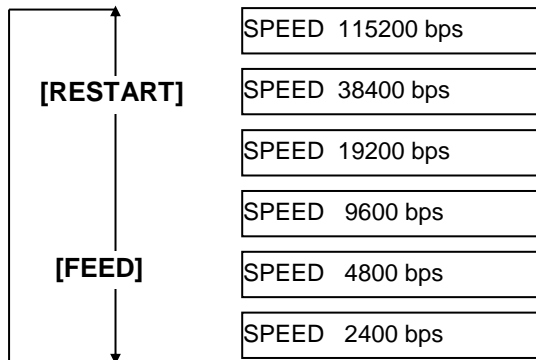 SPEED 115200 bps
[RESTART]
SPEED 38400 bps
SPEED 19200 bps
SPEED 9600 bps
[FEED]
SPEED 4800 bps
SPEED 2400 bps